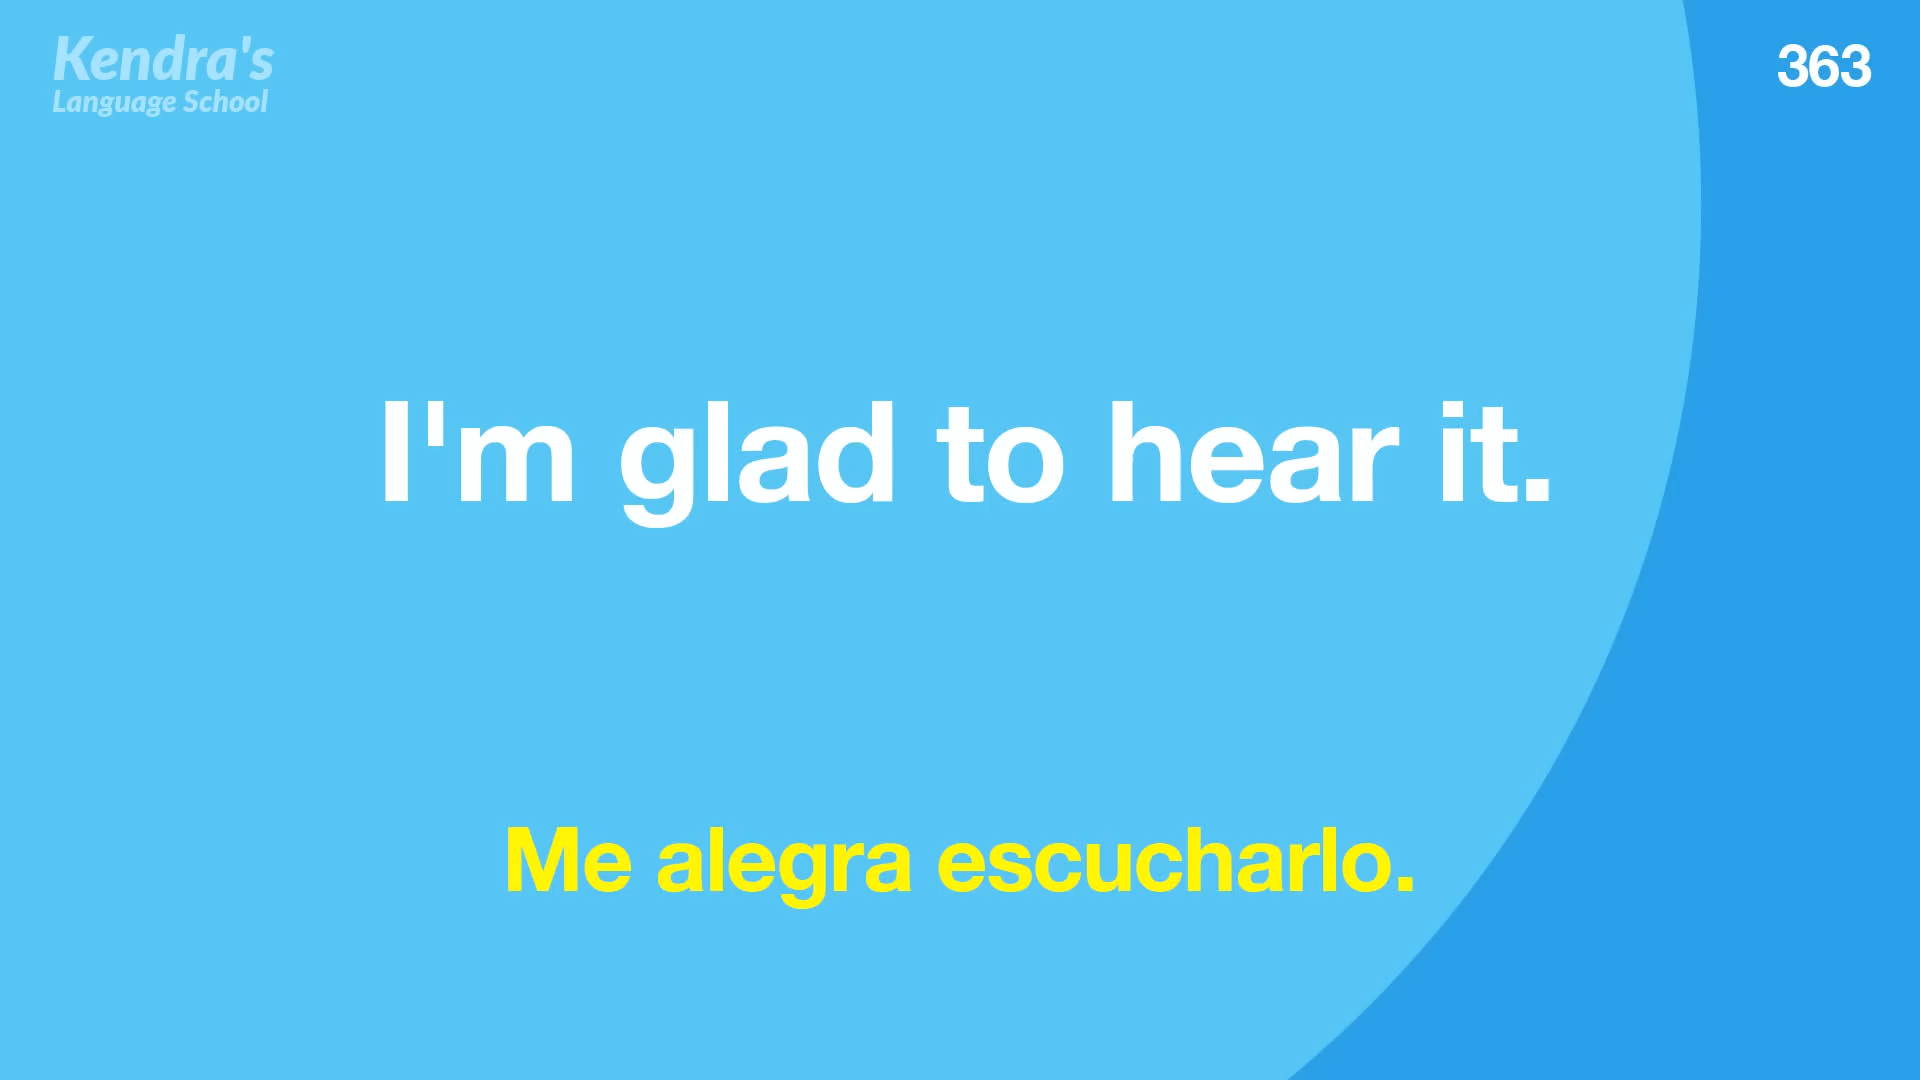 Kendra's
Language School
363
I'm glad to hear it.
Me alegra escucharlo.